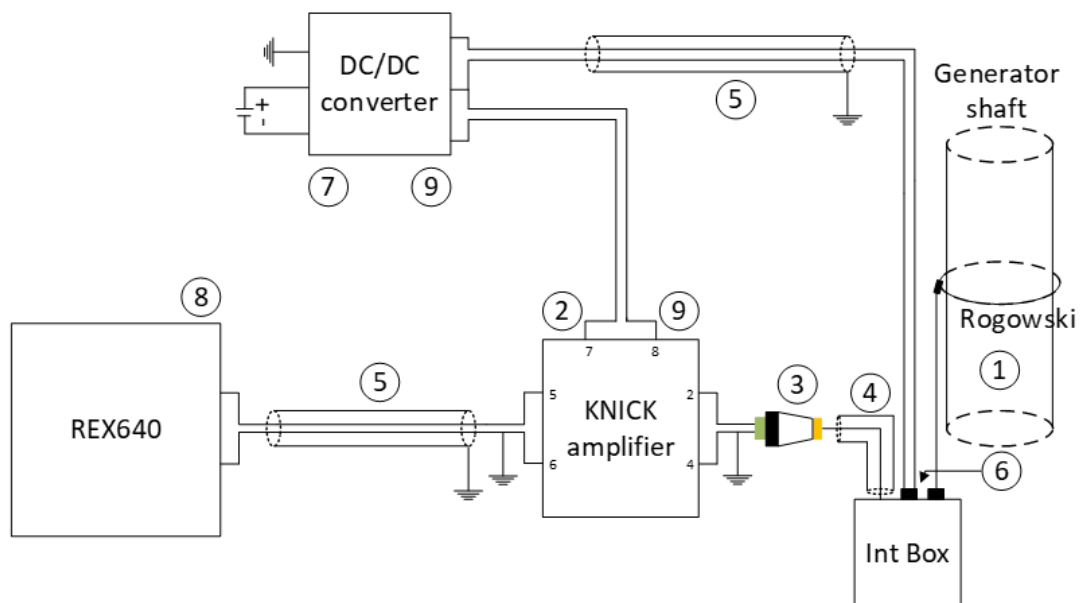 DC/DC
converter
+
-
7
9
5
Generator
shaft
Rogowski
1
8
REX640
5
2
9
7
8
5
6
KNICK
amplifier
2
4
3
4
6
Int Box